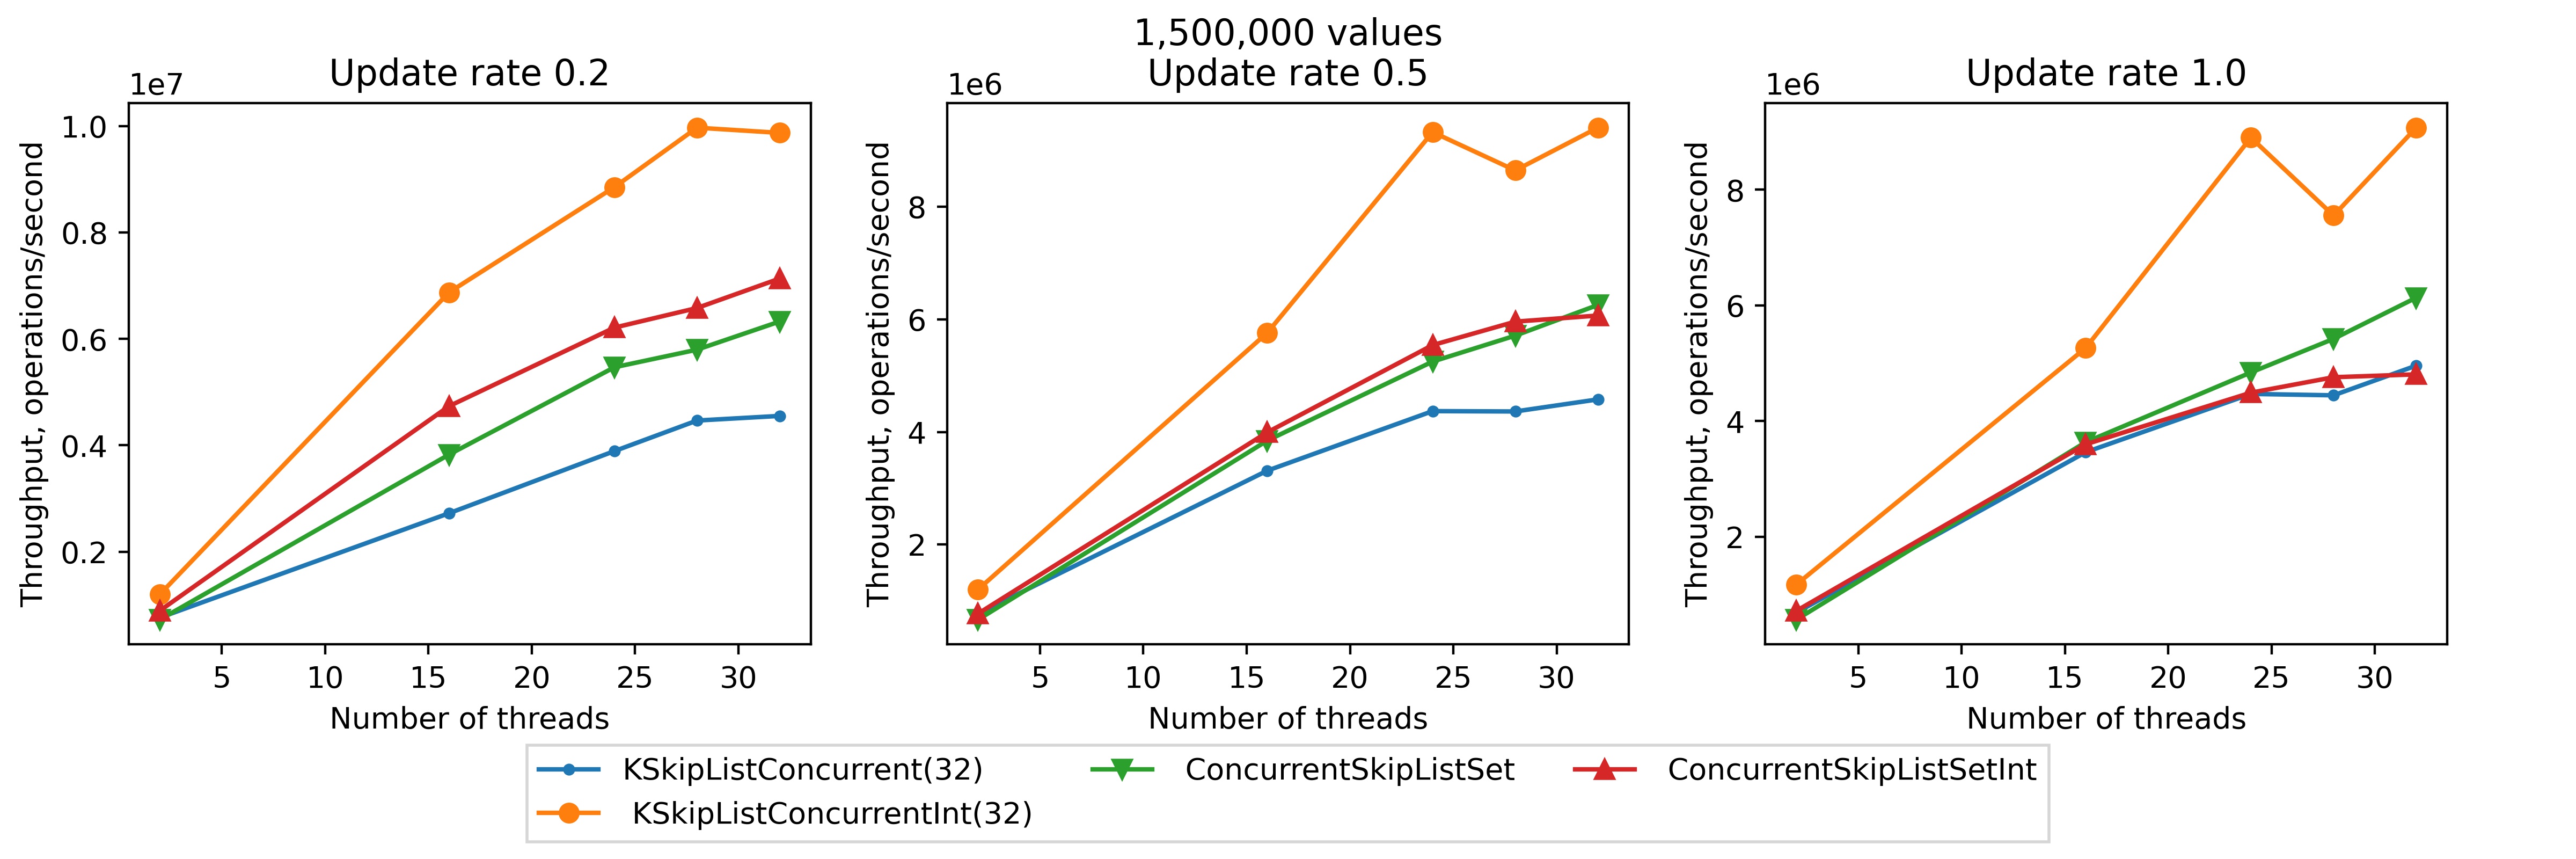 1,500,000 values
Update rate 0.2
Update rate 0.5
Update rate 1.0
1e7
1.0
0.8
0.6
0.4
0.2
Throughput, operations/second
5 10 15 20 25 30
Number of threads
1e6
8
6
4
2
Throughput, operations/second
5 10 15 20 25 30
Number of threads
1e6
8
6
4
2
Throughput, operations/second
5 10 15 20 25 30
Number of threads
KSkipListConcurrent(32)
KSkipListConcurrentInt(32)
ConcurrentSkipListSet
ConcurrentSkipListSetInt